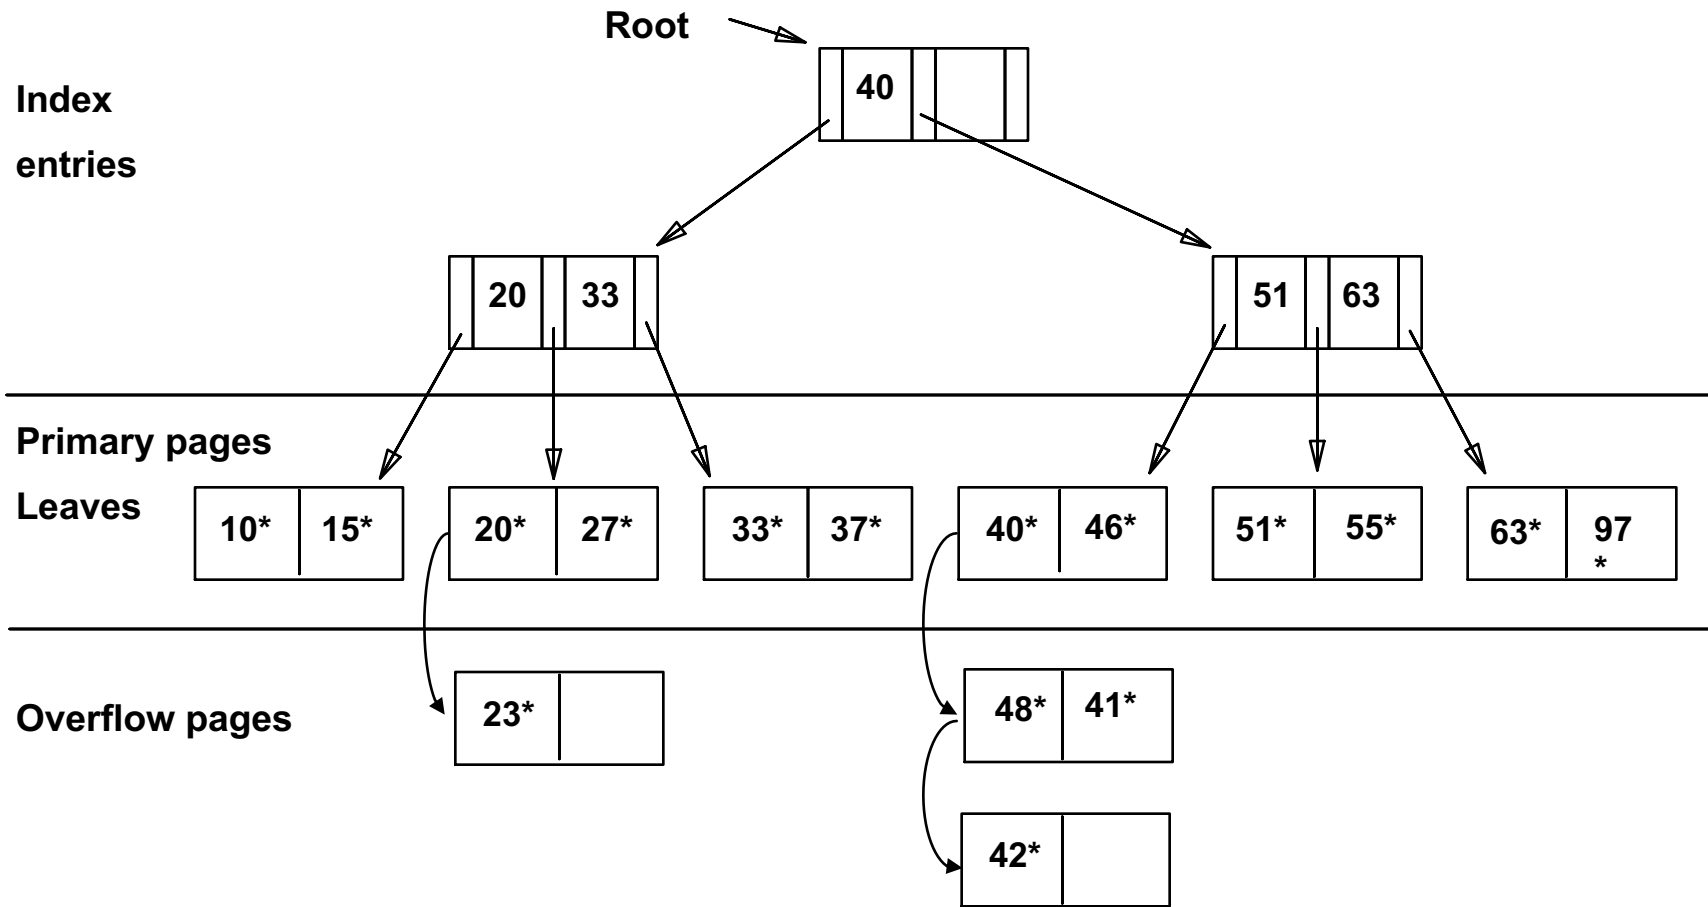 Root
Index
entries
40
20 33 51 63
Primary pages
Leaves
10* 15* 20* 27* 33* 37* 40* 46* 51* 55* 63* 97
*
Overflow pages
23* 48* 41*
42*